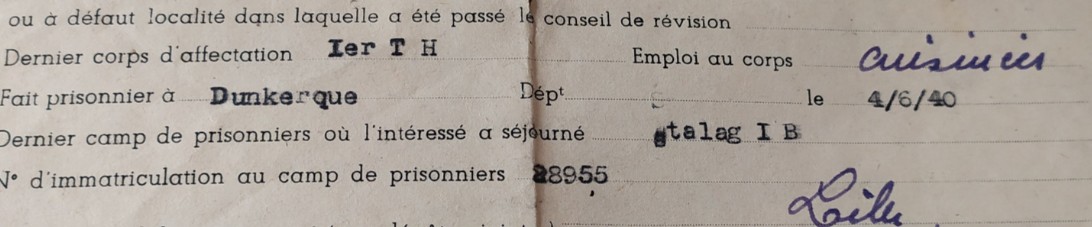 ou à défaut localité dans laquelle a été passé le conseil de révision
Dernier corps d'affectation Ier T H Emploi au corps cuisinier
Fait prisonnier à Dunkerque Dépᵗ le 4/6/40
Dernier camp de prisonniers où l'intéressé a séjourné stalag I B
N° d'immatriculation au camp de prisonniers 28955